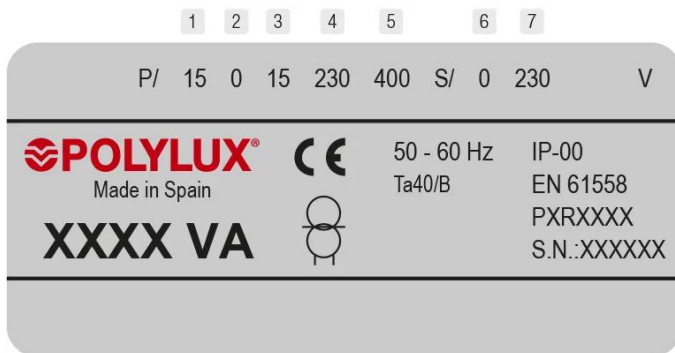 1 2 3 4 5 6 7
P/ 15 0 15 230 400 S/ 0 230 V
POLYLUX®
Made in Spain
XXXX VA
CE
50 - 60 Hz
Ta40/B
IP-00
EN 61558
PXRXXXX
S.N.:XXXXXX